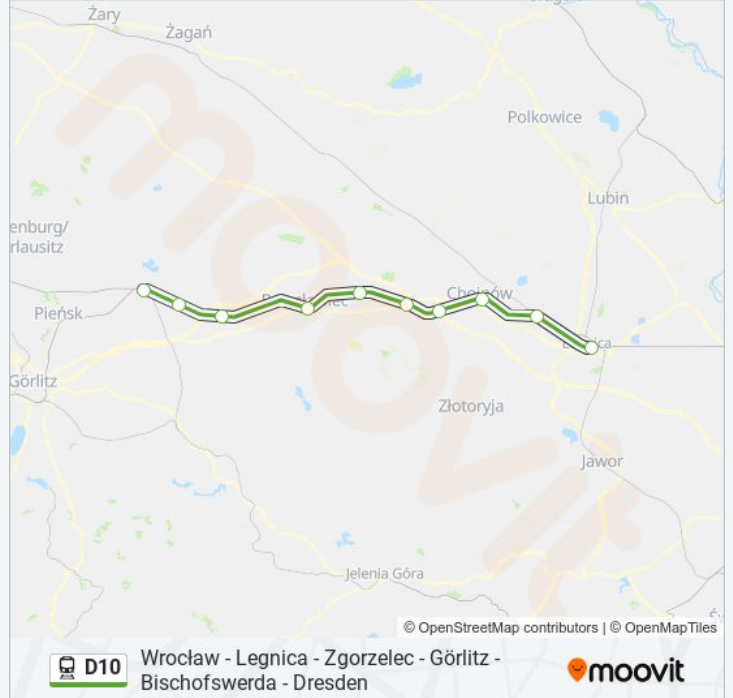 Żary
Żagań
Polkowice
Lubin
enburg/
rlausitz
Chojnów
Pieńsk
Görlitz
Złotoryja
Jawor
Jelenia Góra
moovit
© OpenStreetMap contributors | © OpenMapTiles
D10
Wrocław - Legnica - Zgorzelec - Görlitz -
Bischofswerda - Dresden
moovit